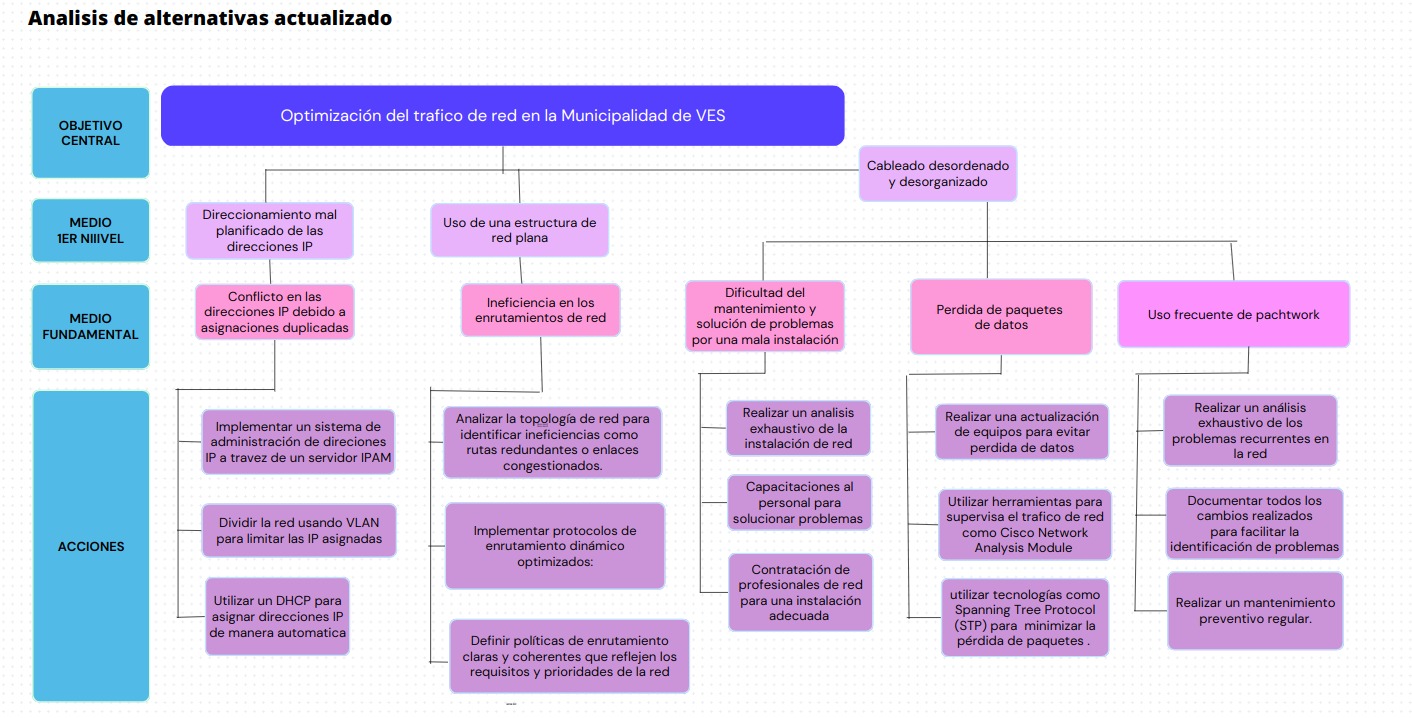 Analisis de alternativas actualizado
OBJETIVO
CENTRAL
Optimización del trafico de red en la Municipalidad de VES
Cableado desordenado
y desorganizado
MEDIO
1ER NIIIVEL
Direccionamiento mal
planificado de las
direcciones IP
Uso de una estructura de
red plana
MEDIO
FUNDAMENTAL
Conflicto en las
direcciones IP debido a
asignaciones duplicadas
Ineficiencia en los
enrutamientos de red
Dificultad del
mantenimiento y
solución de problemas
por una mala instalación
Perdida de paquetes
de datos
Uso frecuente de pachtwork
ACCIONES
Implementar un sistema de
administración de direciones
IP a travez de un servidor IPAM
Dividir la red usando VLAN
para limitar las IP asignadas
Utilizar un DHCP para
asignar direcciones IP
de manera automatica
Analizar la topología de red para
identificar ineficiencias como
rutas redundantes o enlaces
congestionados.
Implementar protocolos de
enrutamiento dinámico
optimizados:
Definir políticas de enrutamiento
claras y coherentes que reflejen los
requisitos y prioridades de la red
Realizar un analisis
exhaustivo de la
instalación de red
Capacitaciones al
personal para
solucionar problemas
Contratación de
profesionales de red
para una instalación
adecuada
Realizar una actualización
de equipos para evitar
perdida de datos
Utilizar herramientas para
supervisa el trafico de red
como Cisco Network
Analysis Module
utilizar tecnologías como
Spanning Tree Protocol
(STP) para minimizar la
pérdida de paquetes .
Realizar un análisis
exhaustivo de los
problemas recurrentes en
la red
Documentar todos los
cambios realizados
para facilitar la
identificación de problemas
Realizar un mantenimiento
preventivo regular.